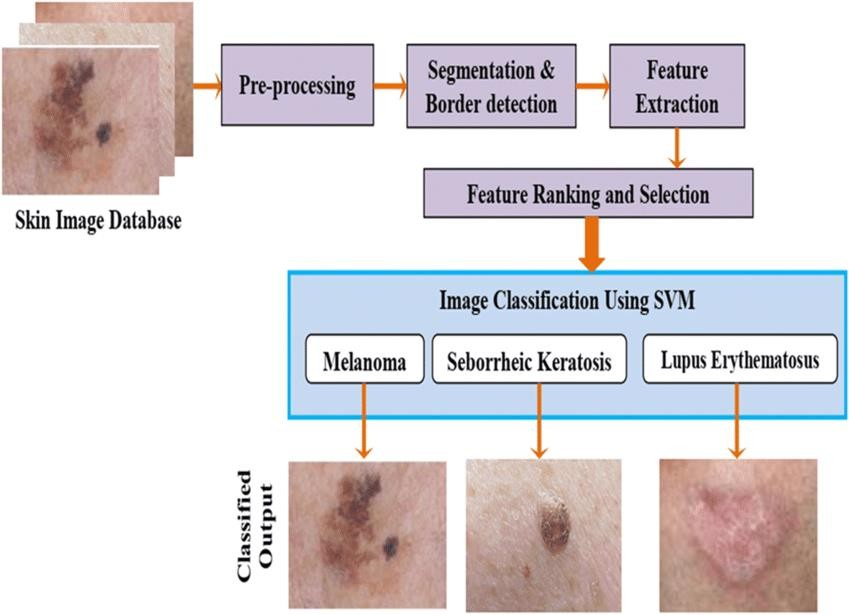 Pre-processing
Segmentation &
Border detection
Feature
Extraction
Skin Image Database
Feature Ranking and Selection
Image Classification Using SVM
Melanoma
Seborrheic Keratosis
Lupus Erythematosus
Classified
Output